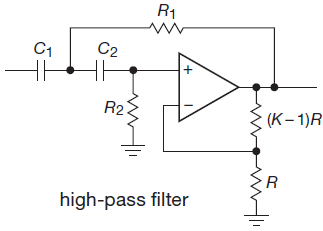 R1
C1
C2
+
R2
−
(K−1)R
R
high-pass filter